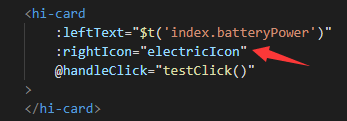 <hi-card
:leftText="$t('index.batteryPower')"
:rightIcon="electricIcon"
@handleClick="testClick()"
>
</hi-card>